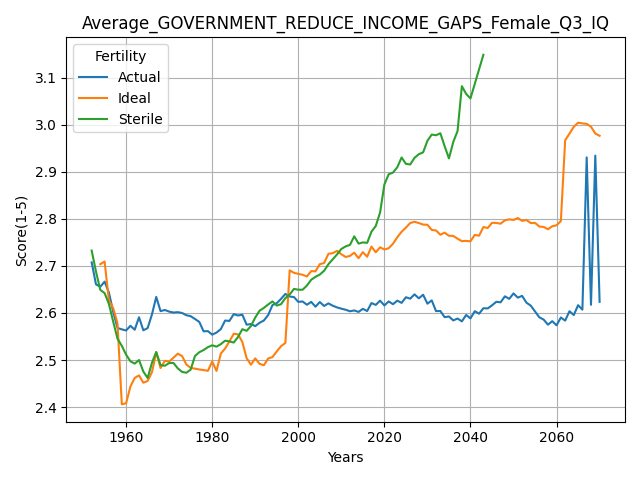 Average_GOVERNMENT_REDUCE_INCOME_GAPS_Female_Q3_IQ
Fertility
Actual
Ideal
Sterile
Score(1-5)
3.1
3.0
2.9
2.8
2.7
2.6
2.5
2.4
1960 1980 2000 2020 2040 2060
Years